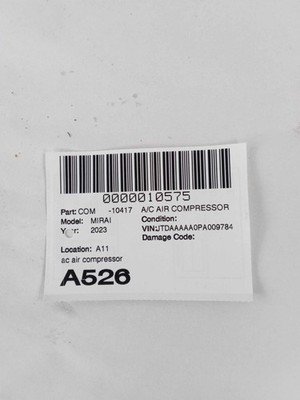 0000010575
Part: COM -10417 A/C AIR COMPRESSOR
Model: MIRAI Condition:
Year: 2023 VIN:JTDAAAAA0PA009784
Damage Code:
Location: A11
ac air compressor
A526